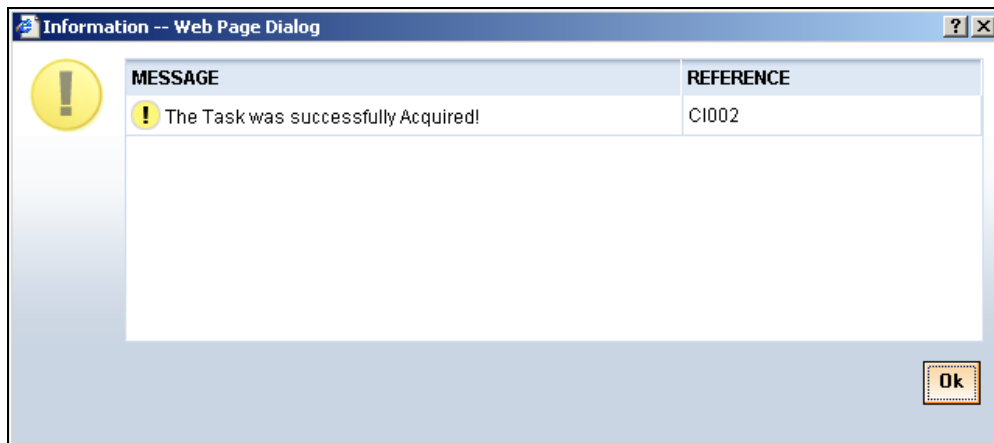 Information -- Web Page Dialog
MESSAGE REFERENCE
The Task was successfully Acquired! CI002
Ok